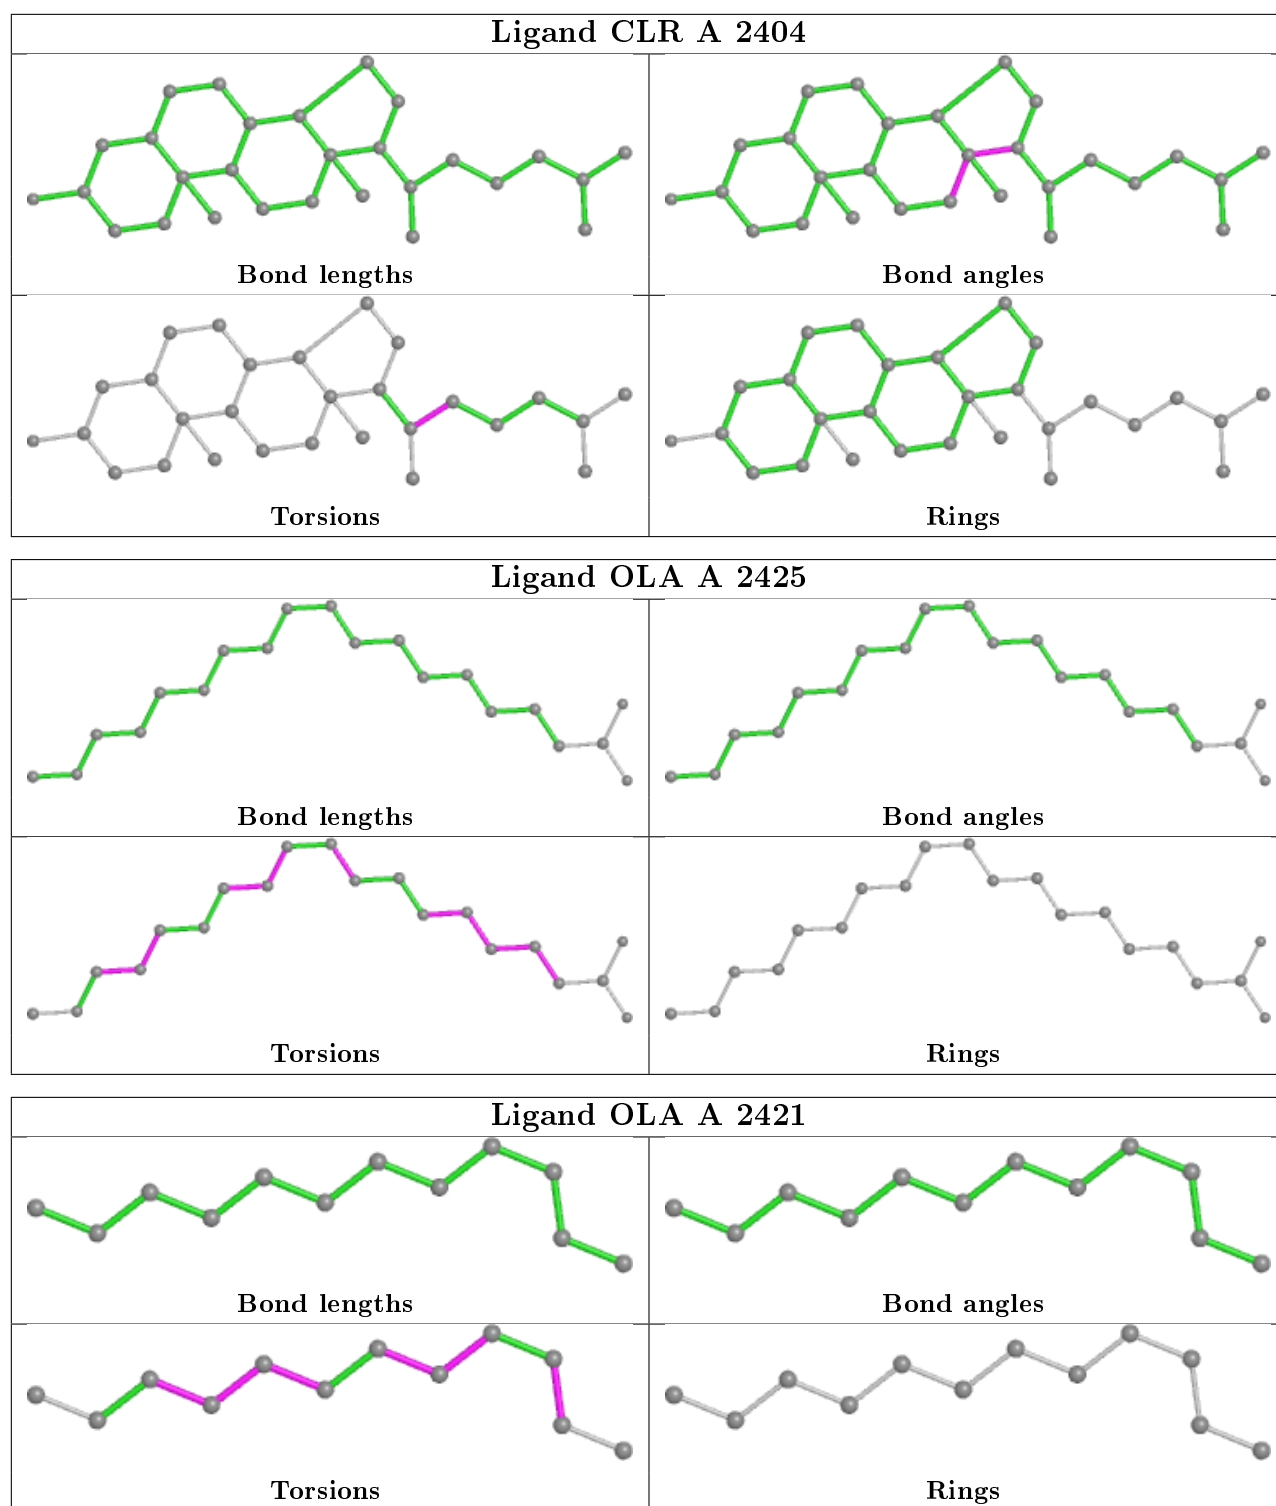 Ligand CLR A 2404
Bond lengths
Bond angles
Torsions
Rings
Ligand OLA A 2425
Bond lengths
Bond angles
Torsions
Rings
Ligand OLA A 2421
Bond lengths
Bond angles
Torsions
Rings